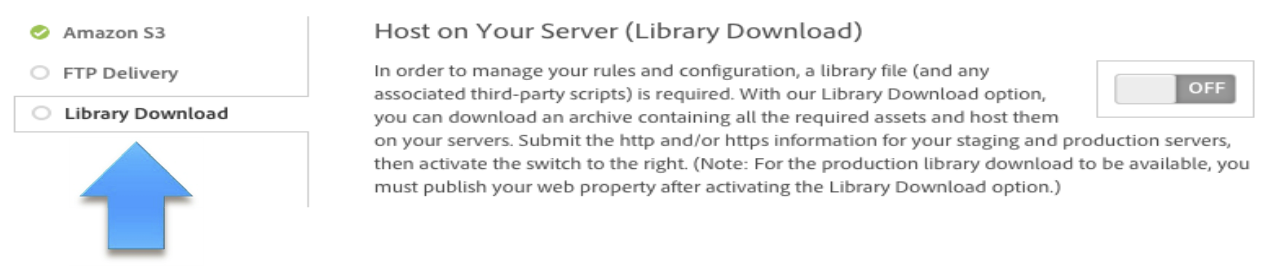 Amazon S3
FTP Delivery
Library Download
Host on Your Server (Library Download)
In order to manage your rules and configuration, a library file (and any
associated third-party scripts) is required. With our Library Download option,
you can download an archive containing all the required assets and host them
on your servers. Submit the http and/or https information for your staging and production servers,
then activate the switch to the right. (Note: For the production library download to be available, you
must publish your web property after activating the Library Download option.)
OFF